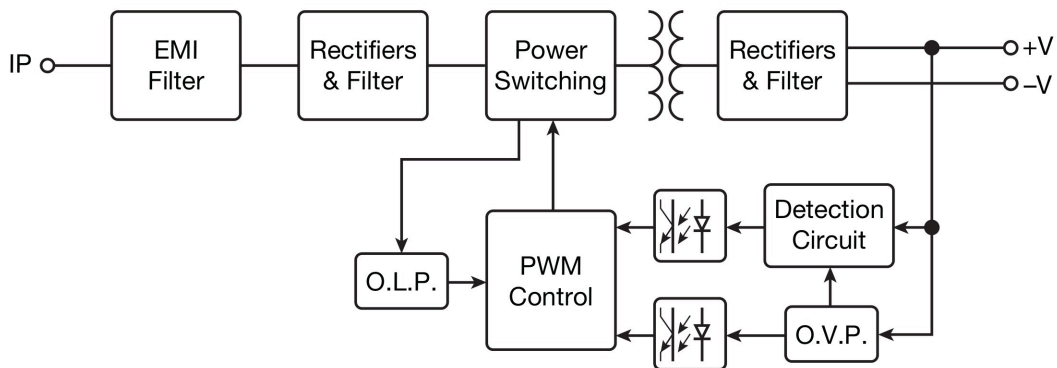 IP
EMI
Filter
Rectifiers
& Filter
Power
Switching
Rectifiers
& Filter
+V
–V
Detection
Circuit
PWM
Control
O.L.P.
O.V.P.